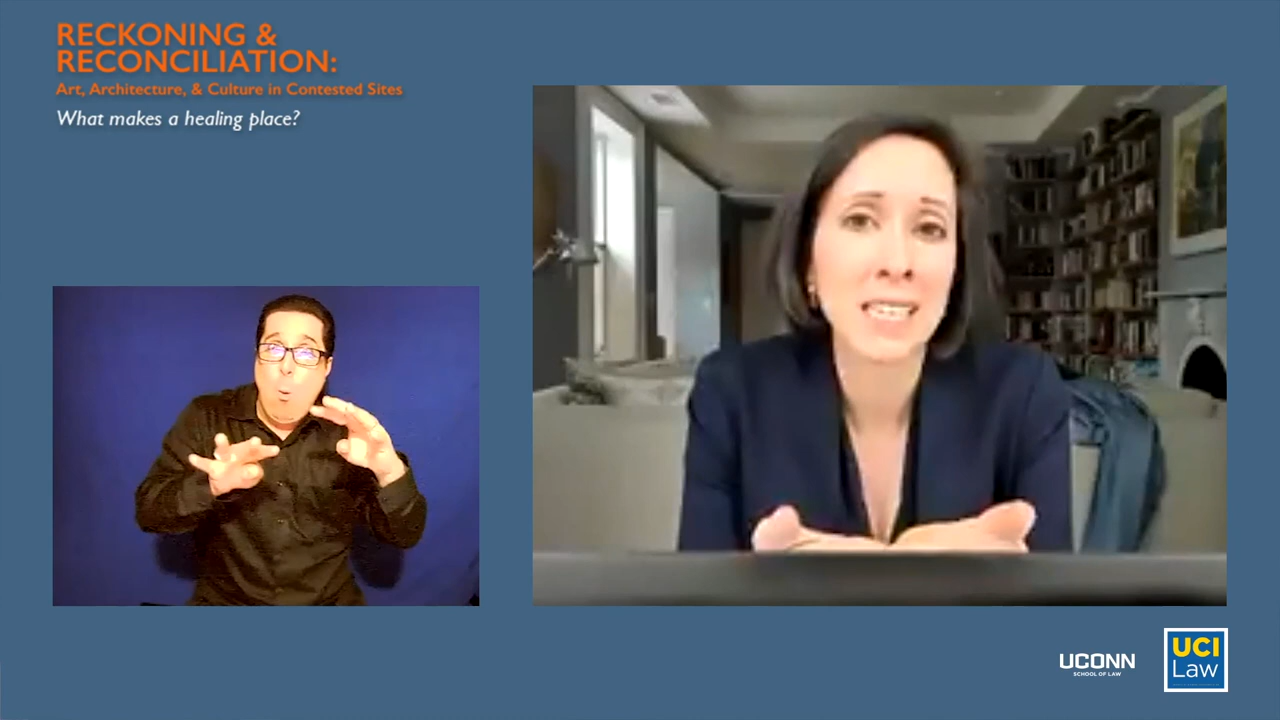 RECKONING &
RECONCILIATION:
Art, Architecture, & Culture in Contested Sites
What makes a healing place?
UCONN
SCHOOL OF LAW
UCI
Law